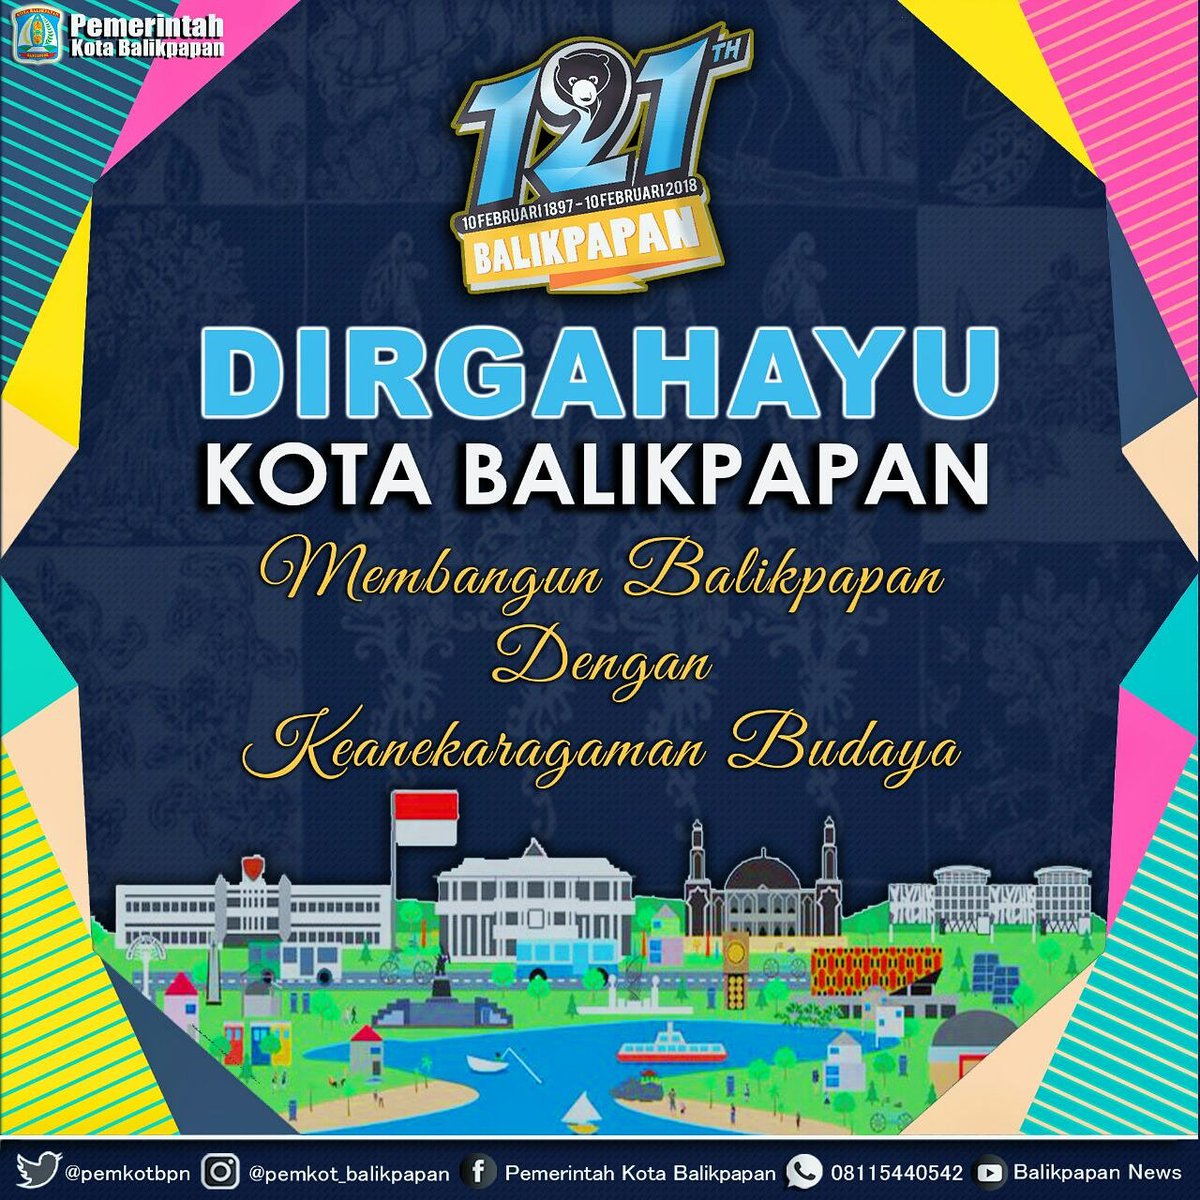 Pemerintah
Kota Balikpapan
121TH
10 FEBRUARI 1897 - 10 FEBRUARI 2018
BALIKPAPAN
DIRGAHAYU
KOTA BALIKPAPAN
Membangun Balikpapan
Dengan
Keanekaragaman Budaya
@pemkotbpn @pemkot_balikpapan Pemerintah Kota Balikpapan 08115440542 Balikpapan News